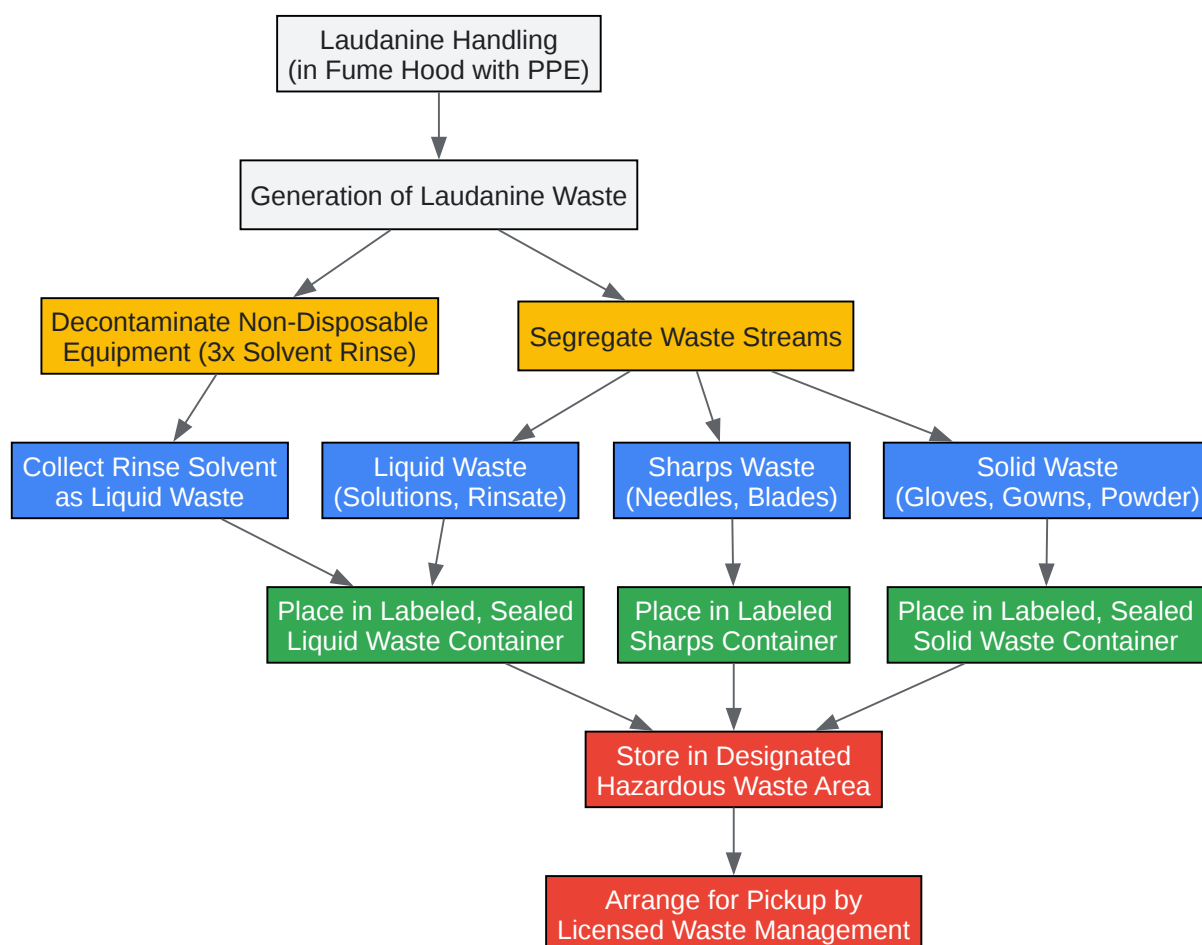 Laudanine Handling
(in Fume Hood with PPE)
Generation of Laudanine Waste
Decontaminate Non-Disposable
Equipment (3x Solvent Rinse)
Segregate Waste Streams
Collect Rinse Solvent
as Liquid Waste
Liquid Waste
(Solutions, Rinsate)
Sharps Waste
(Needles, Blades)
Solid Waste
(Gloves, Gowns, Powder)
Place in Labeled, Sealed
Liquid Waste Container
Place in Labeled
Sharps Container
Place in Labeled, Sealed
Solid Waste Container
Store in Designated
Hazardous Waste Area
Arrange for Pickup by
Licensed Waste Management